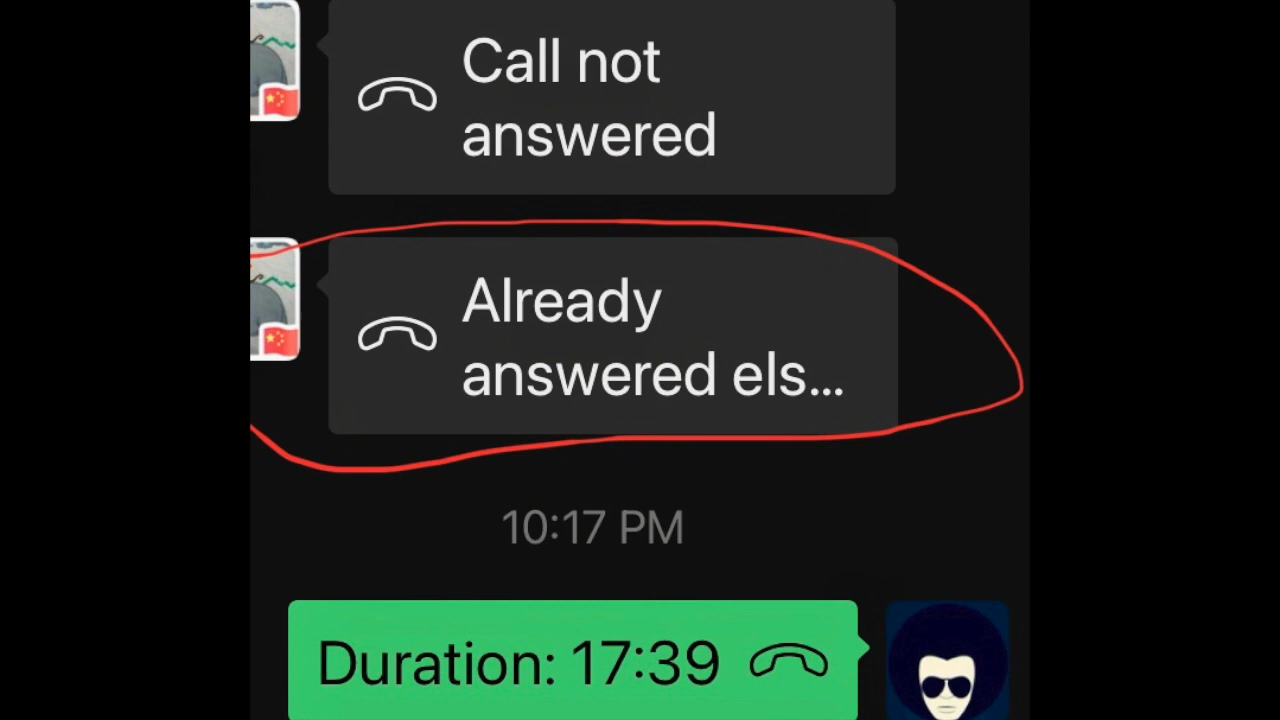 Call not
answered
Already
answered els...
10:17 PM
Duration: 17:39